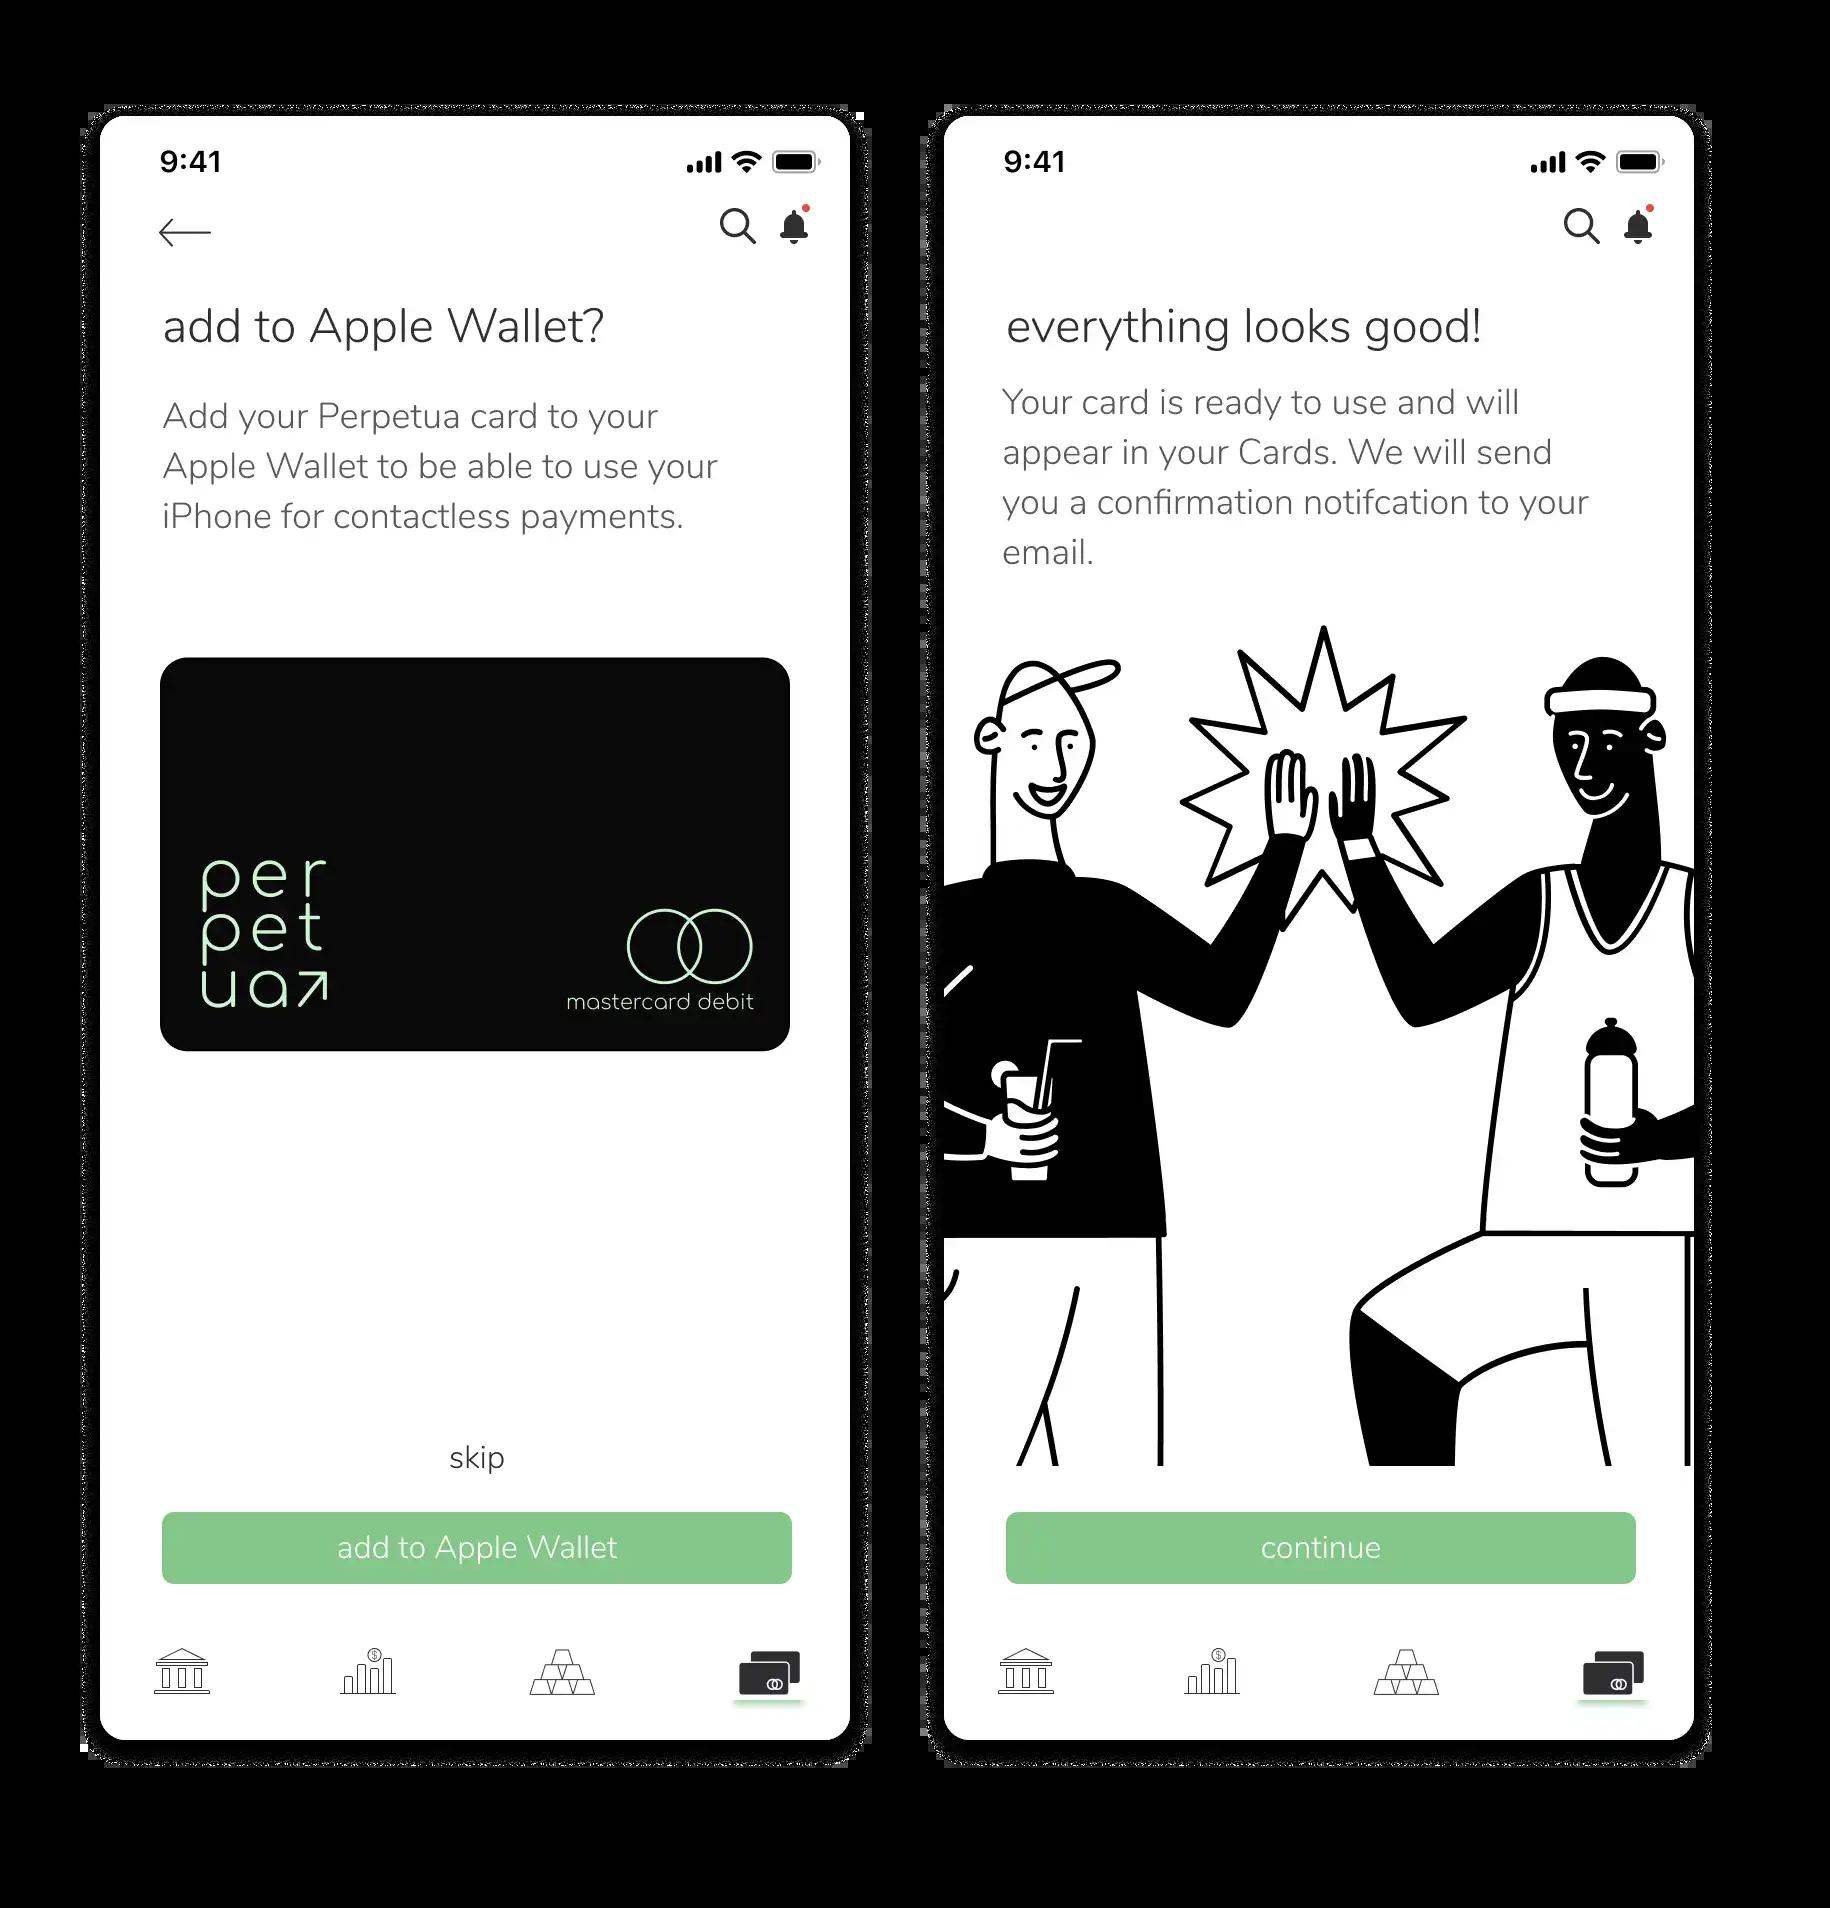 9:41
add to Apple Wallet?
Add your Perpetua card to your
Apple Wallet to be able to use your
iPhone for contactless payments.
per
pet
ua
mastercard debit
skip
add to Apple Wallet
$
9:41
everything looks good!
Your card is ready to use and will
appear in your Cards. We will send
you a confirmation notifcation to your
email.
continue
$